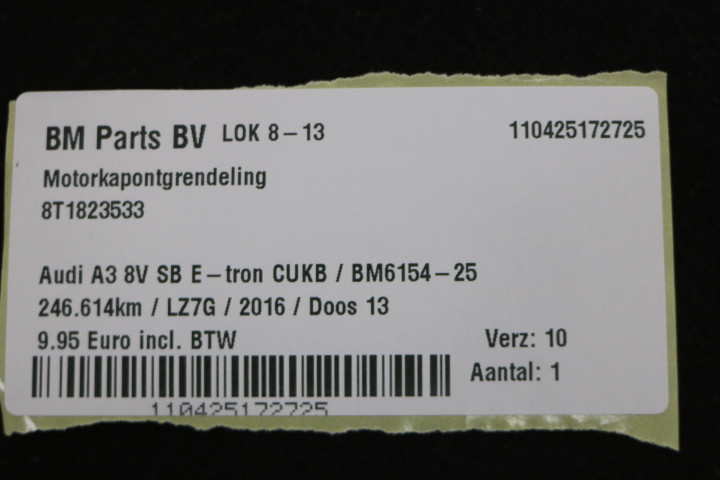 BM Parts BV LOK 8-13 110425172725
Motorkapontgrendeling
8T1823533
Audi A3 8V SB E-tron CUKB / BM6154-25
246.614km / LZ7G / 2016 / Doos 13
9.95 Euro incl. BTW Verz: 10
Aantal: 1
110425172725